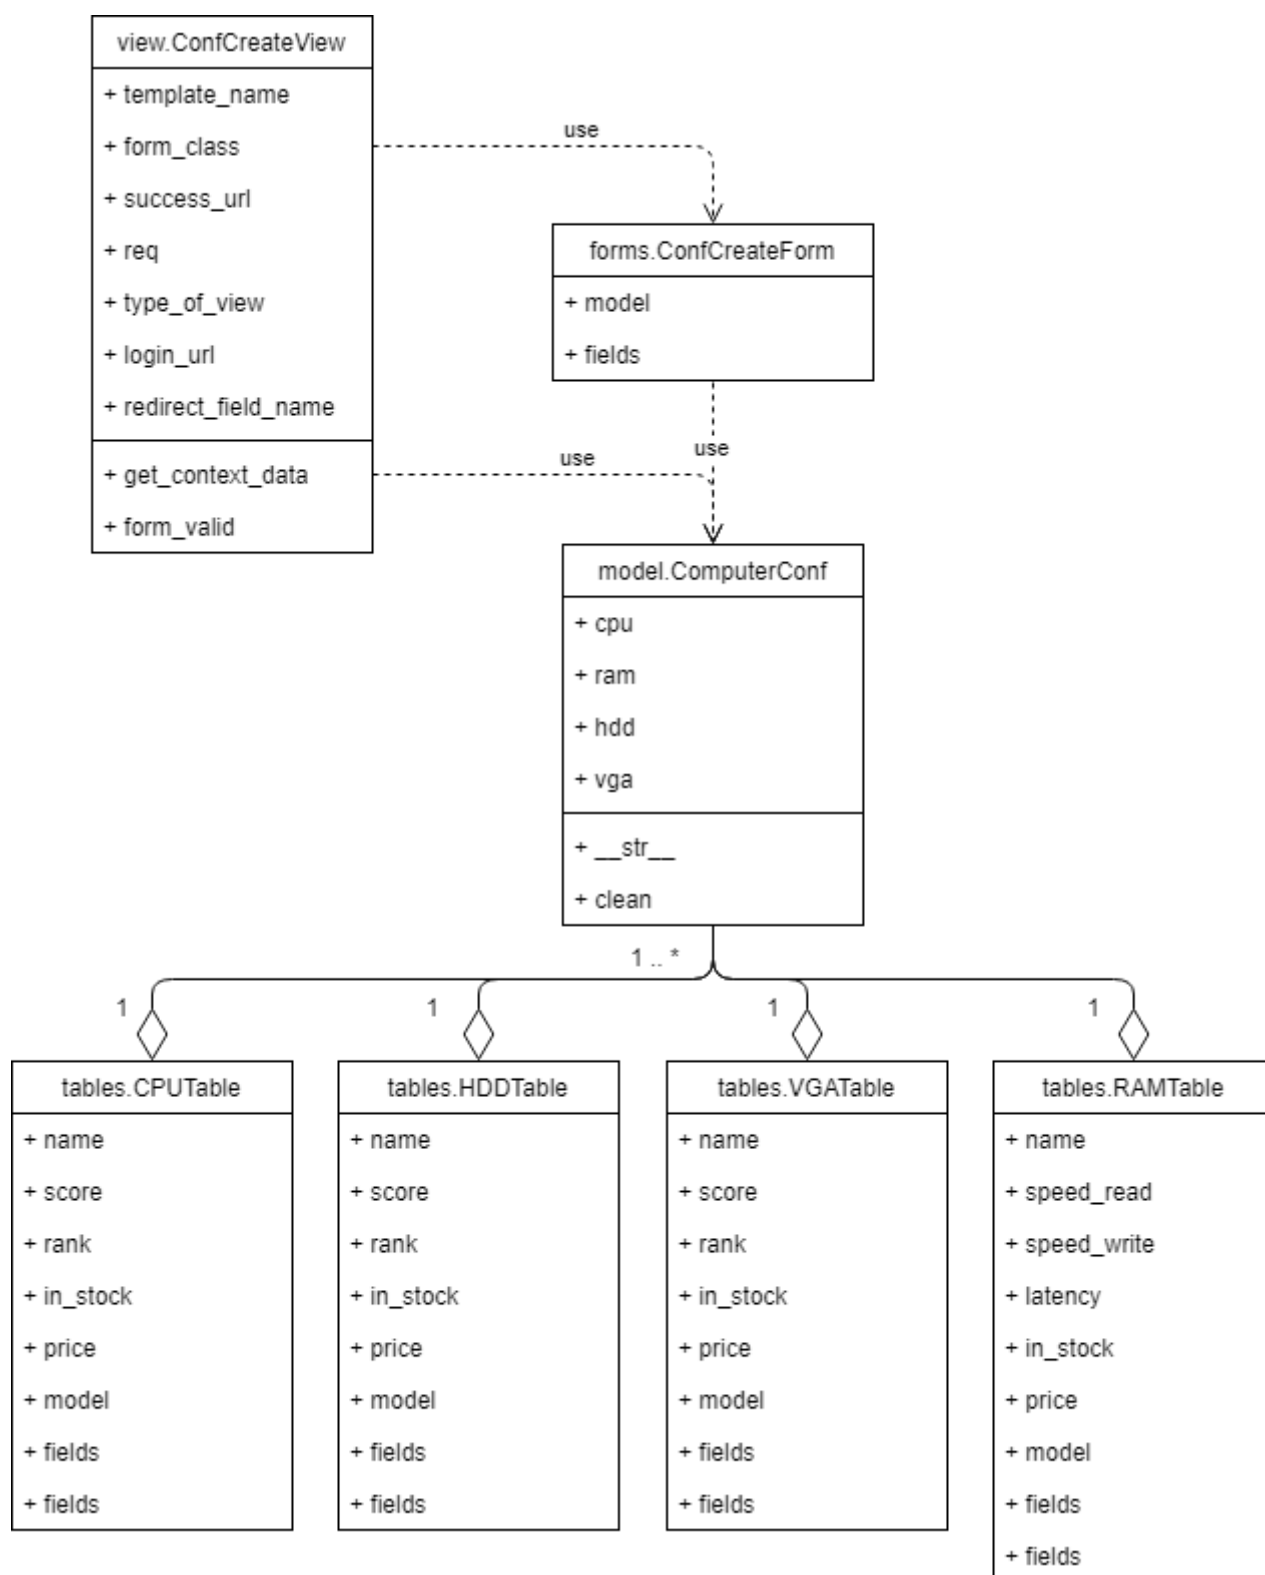 view.ConfCreateView
+ template_name
+ form_class
+ success_url
+ req
+ type_of_view
+ login_url
+ redirect_field_name
+ get_context_data
+ form_valid
use
forms.ConfCreateForm
+ model
+ fields
use
use
model.ComputerConf
+ cpu
+ ram
+ hdd
+ vga
+ __str__
+ clean
1 .. *
1
1
1
1
tables.CPUTable
+ name
+ score
+ rank
+ in_stock
+ price
+ model
+ fields
+ fields
tables.HDDTable
+ name
+ score
+ rank
+ in_stock
+ price
+ model
+ fields
+ fields
tables.VGATable
+ name
+ score
+ rank
+ in_stock
+ price
+ model
+ fields
+ fields
tables.RAMTable
+ name
+ speed_read
+ speed_write
+ latency
+ in_stock
+ price
+ model
+ fields
+ fields